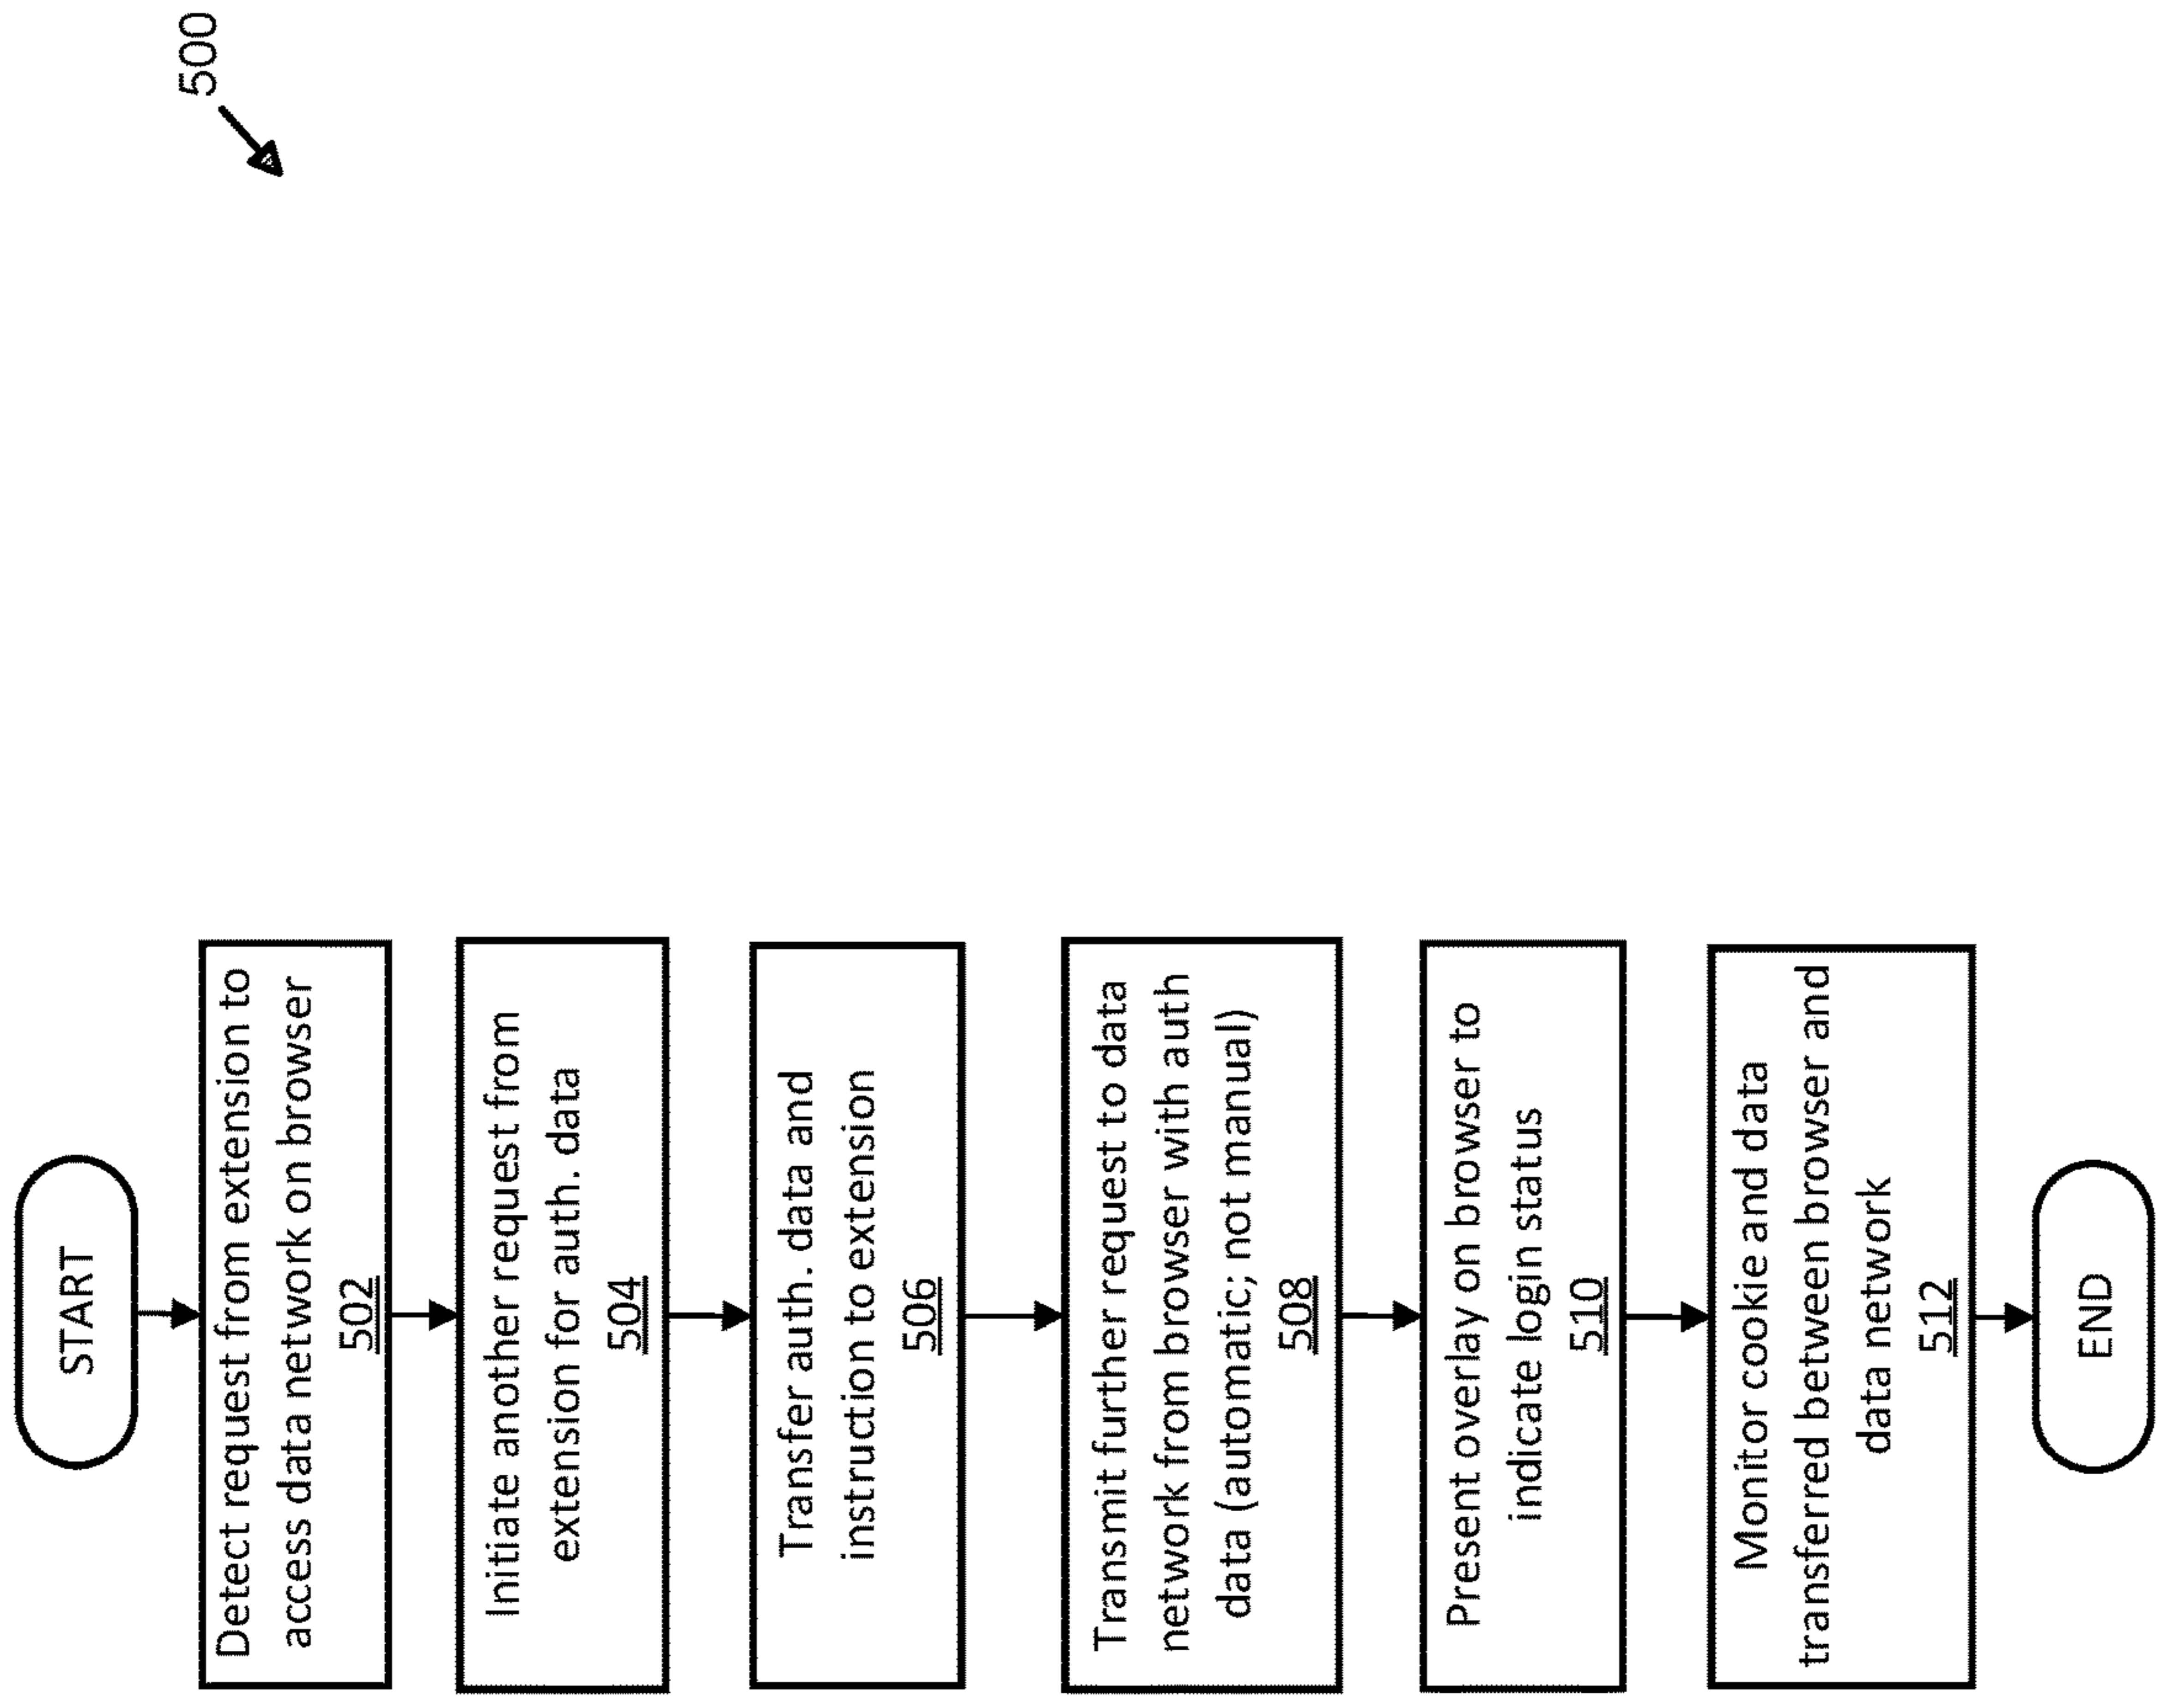 500
START
Detect request from extension to
access data network on browser
502
Initiate another request from
extension for auth. data
504
Transfer auth. data and
instruction to extension
506
Transmit further request to data
network from browser with auth
data (automatic; not manual)
508
Present overlay on browser to
indicate login status
510
Monitor cookie and data
transferred between browser and
data network
512
END